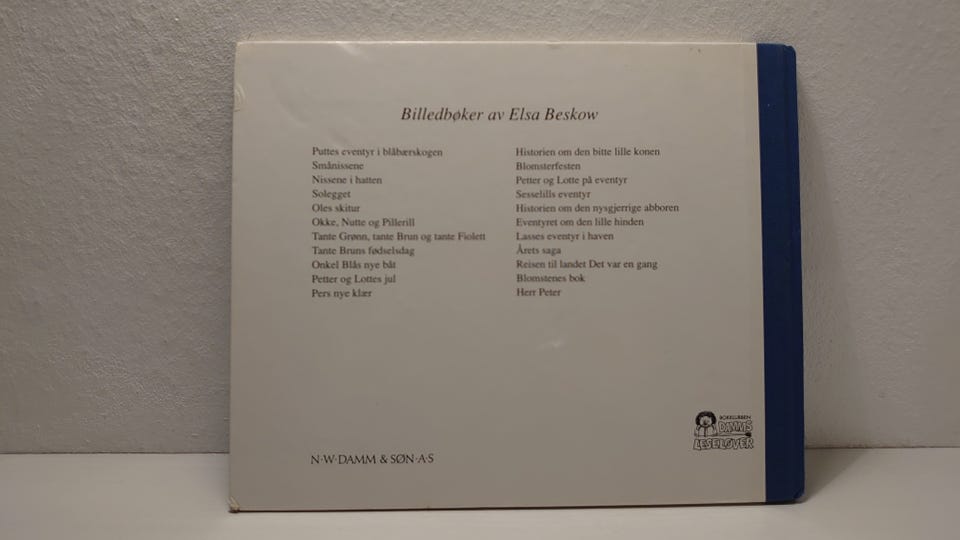 Billedbøker av Elsa Beskow
Puttes eventyr i blåbærskogen
Smånissene
Nissene i hatten
Solegget
Oles skitur
Okke, Nutte og Pillerill
Tante Grønn, tante Brun og tante Fiolett
Tante Bruns fødselsdag
Onkel Blås nye båt
Petter og Lottes jul
Pers nye klær
Historien om den bitte lille konen
Blomsterfesten
Petter og Lotte på eventyr
Sesselills eventyr
Historien om den nysgjerrige abboren
Eventyret om den lille hinden
Lasses eventyr i haven
Årets saga
Reisen til landet Det var en gang
Blomstenes bok
Herr Peter
N·W·DAMM & SØN·A·S
BOKKLUBBEN
DAMMS
LESELØVER